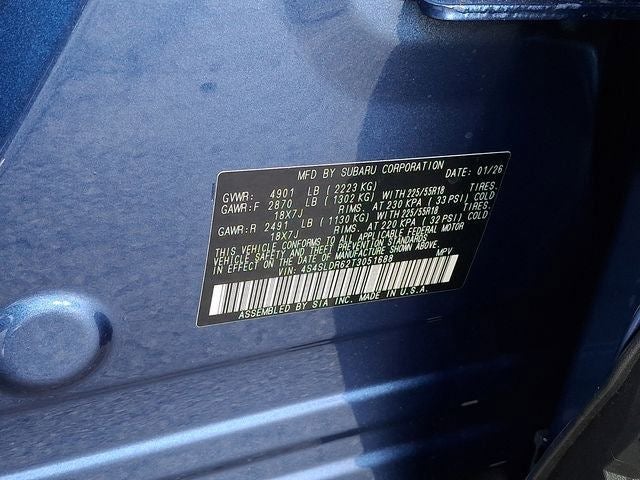 MFD BY SUBARU CORPORATION DATE: 01/26
GVWR: 4901 LB (2223 KG)
GAWR:F 2870 LB (1302 KG) WITH 225/55R18 TIRES.
18X7J RIMS. AT 230 KPA (33 PSI) COLD
GAWR:R 2491 LB (1130 KG) WITH 225/55R18 TIRES.
18X7J RIMS. AT 220 KPA (32 PSI) COLD
THIS VEHICLE CONFORMS TO ALL APPLICABLE FEDERAL MOTOR
VEHICLE SAFETY AND THEFT PREVENTION STANDARDS
IN EFFECT ON THE DATE OF MANUFACTURE SHOWN ABOVE.
VIN: 4S4SLDR62T3051688 MPV
ASSEMBLED BY SIA INC. MADE IN U.S.A.